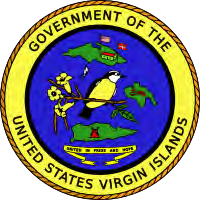 GOVERNMENT OF THE
UNITED IN PRIDE AND HOPE
UNITED STATES VIRGIN ISLANDS